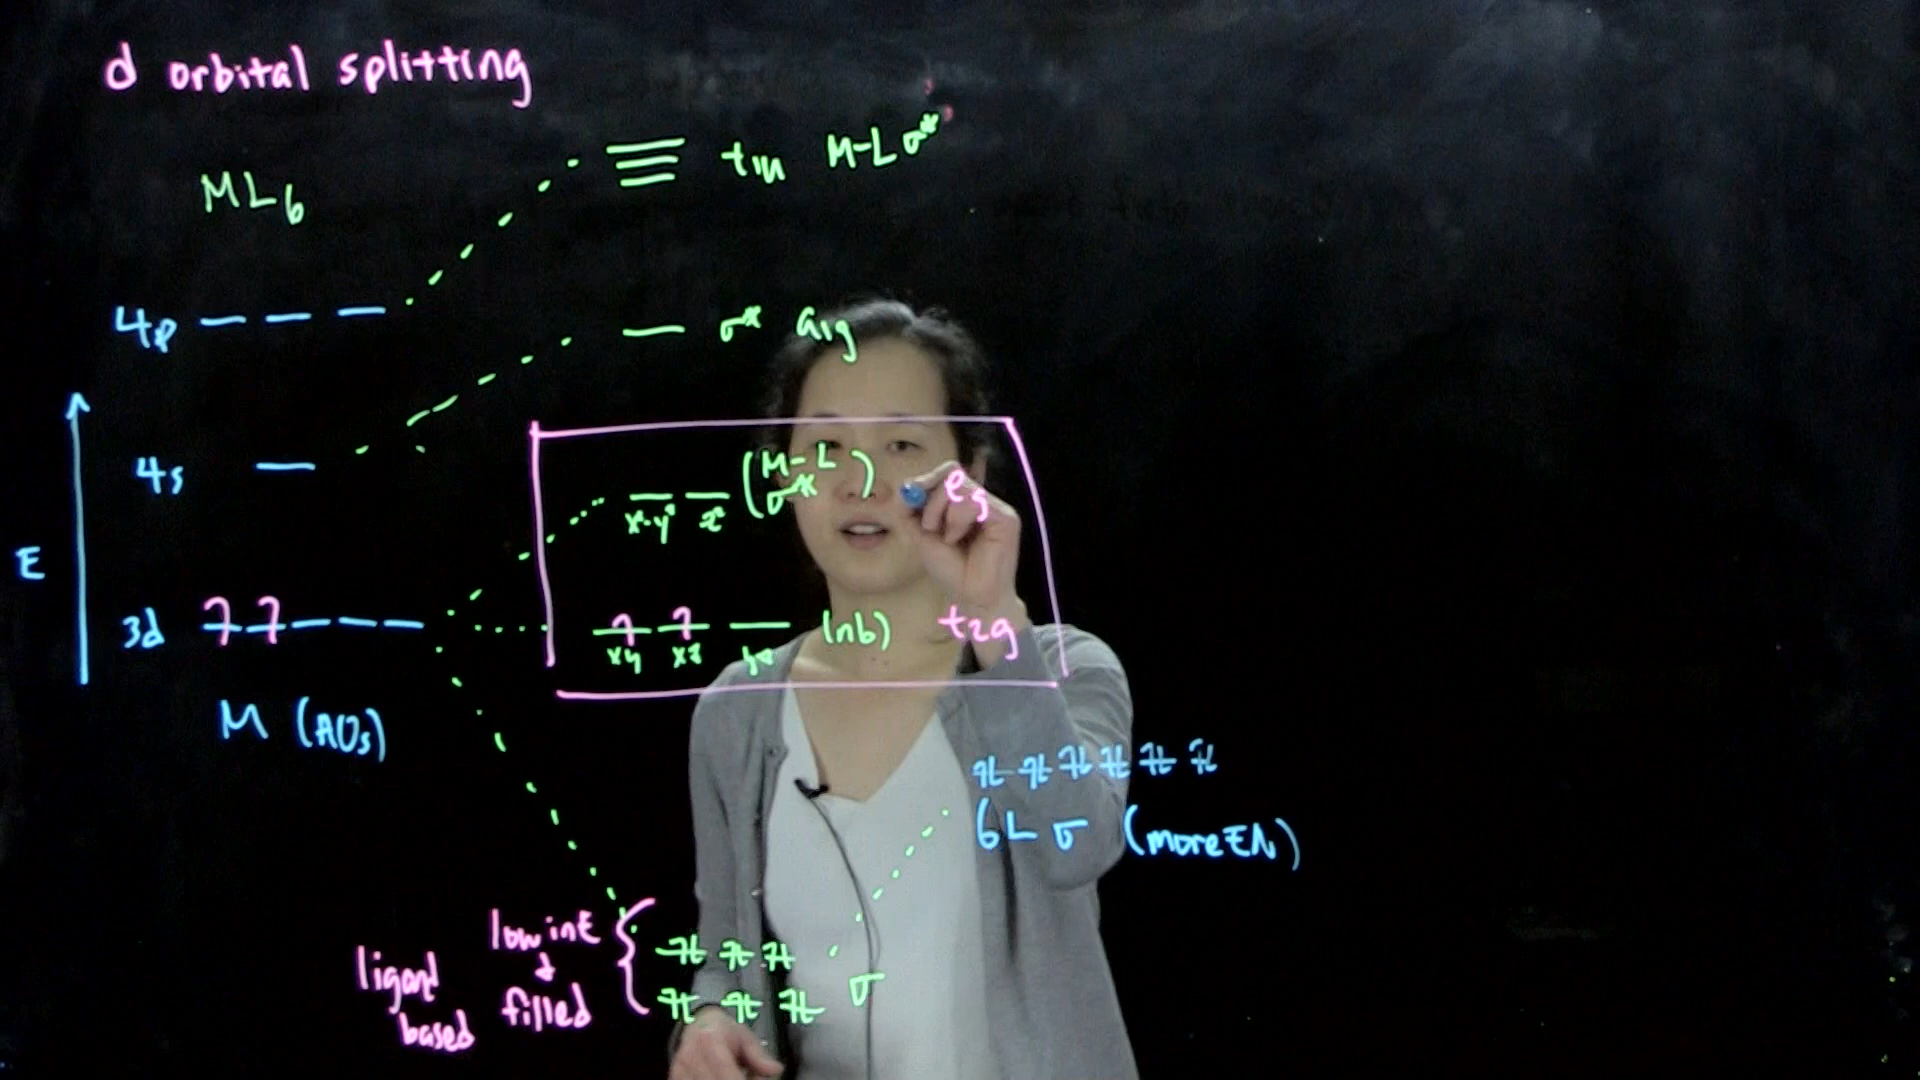 d orbital splitting
ML6
t1u M-L σ*
4p
σ* a1g
4s
(M-L σ*) eg
x²-y² z²
E
3d
(nb) t2g
xy xz yz
M (AOs)
6L σ (more EN)
low in E & filled
ligand based
σ